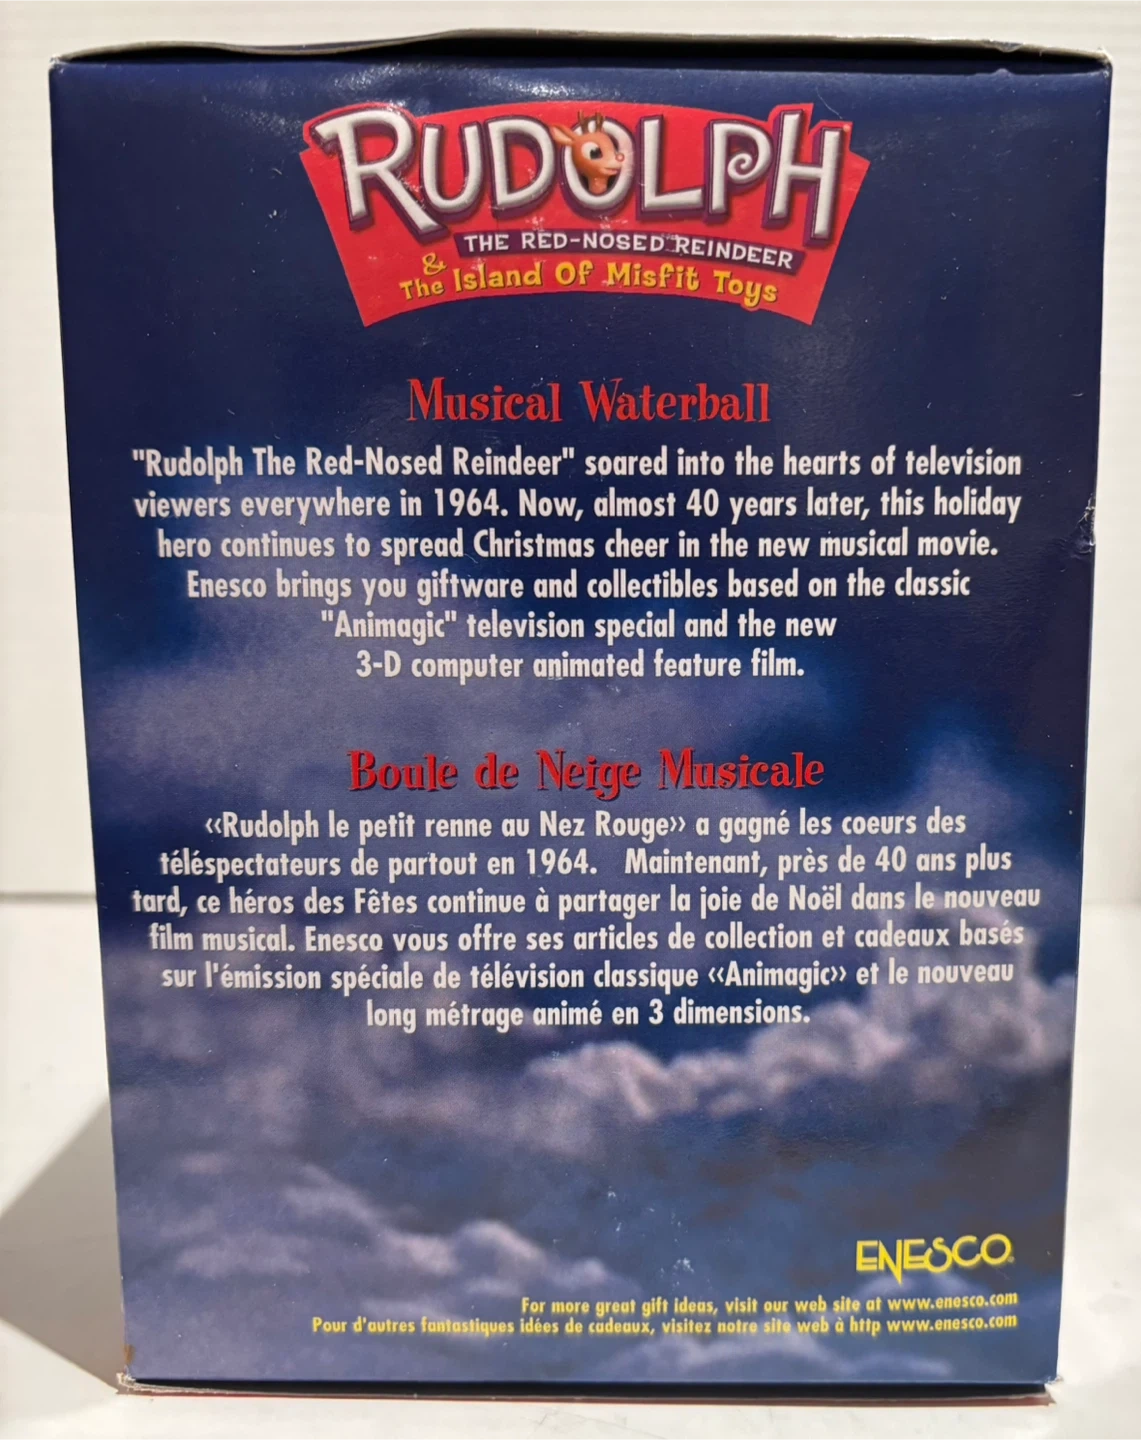 RUDOLPH
THE RED-NOSED REINDEER
&
The Island Of Misfit Toys
Musical Waterball
"Rudolph The Red-Nosed Reindeer" soared into the hearts of television
viewers everywhere in 1964. Now, almost 40 years later, this holiday
hero continues to spread Christmas cheer in the new musical movie.
Enesco brings you giftware and collectibles based on the classic
"Animagic" television special and the new
3-D computer animated feature film.
Boule de Neige Musicale
‹‹Rudolph le petit renne au Nez Rouge›› a gagné les coeurs des
téléspectateurs de partout en 1964. Maintenant, près de 40 ans plus
tard, ce héros des Fêtes continue à partager la joie de Noël dans le nouveau
film musical. Enesco vous offre ses articles de collection et cadeaux basés
sur l'émission spéciale de télévision classique ‹‹Animagic›› et le nouveau
long métrage animé en 3 dimensions.
ENESCO
For more great gift ideas, visit our web site at www.enesco.com
Pour d'autres fantastiques idées de cadeaux, visitez notre site web à http www.enesco.com